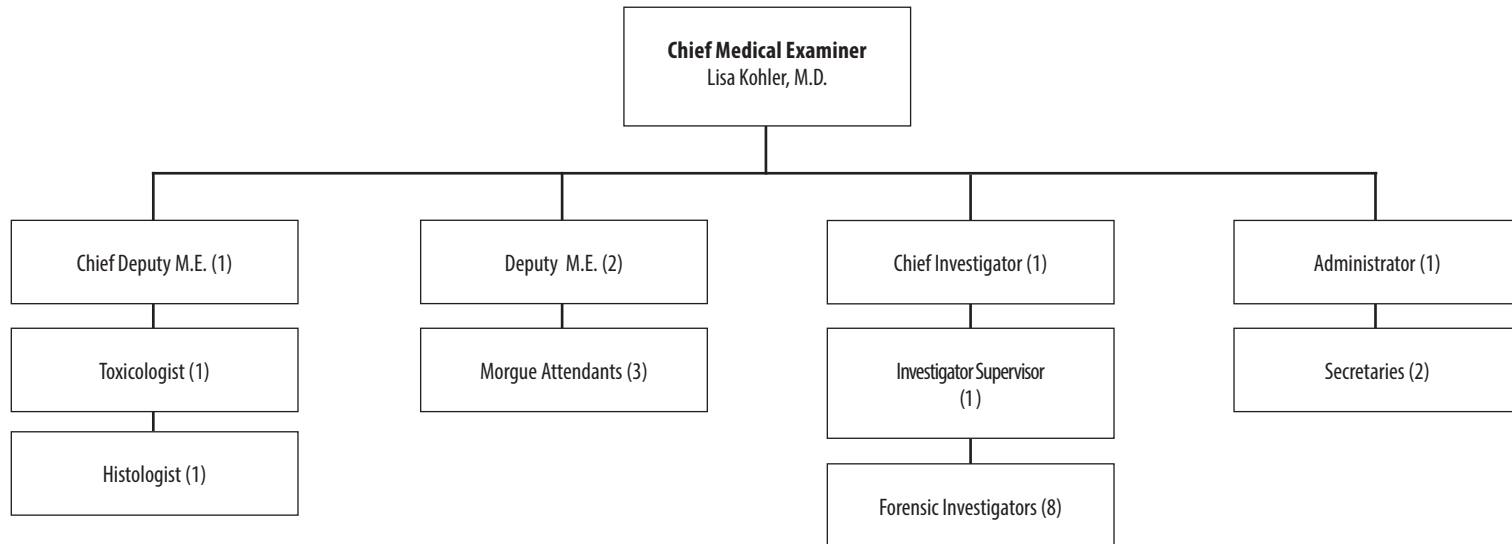 Chief Medical Examiner
Lisa Kohler, M.D.
Chief Deputy M.E. (1)
Deputy M.E. (2)
Chief Investigator (1)
Administrator (1)
Toxicologist (1)
Morgue Attendants (3)
Investigator Supervisor
(1)
Secretaries (2)
Histologist (1)
Forensic Investigators (8)